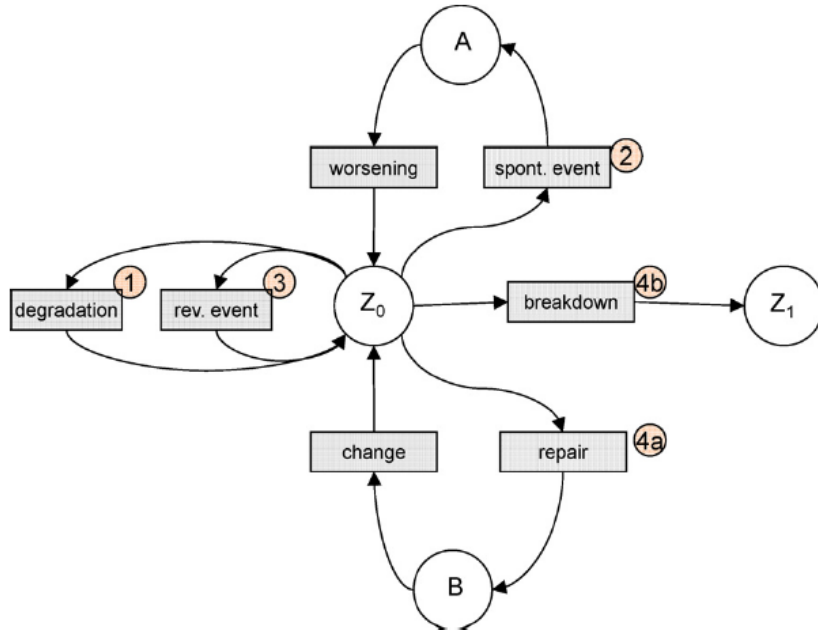 A
worsening
spont. event
2
degradation
1
rev. event
3
Z₀
breakdown
4b
Z₁
change
repair
4a
B